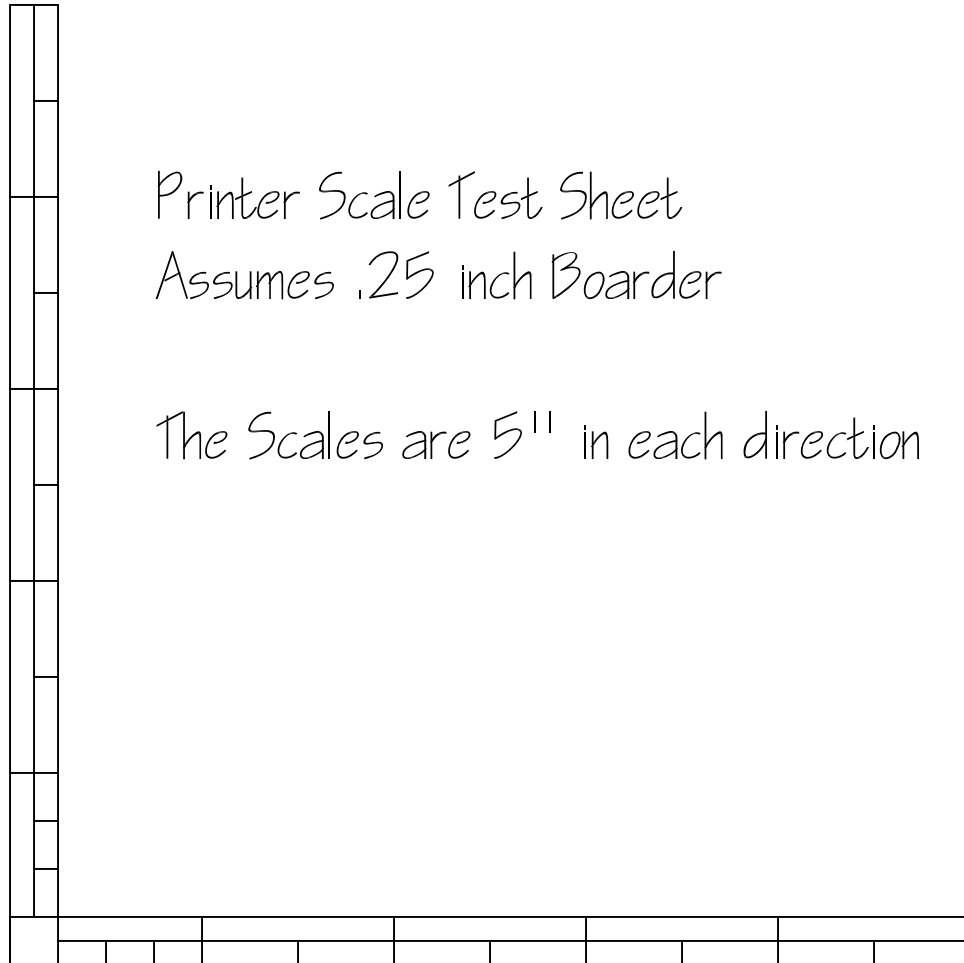 Printer Scale Test Sheet
Assumes .25 inch Boarder
The Scales are 5" in each direction